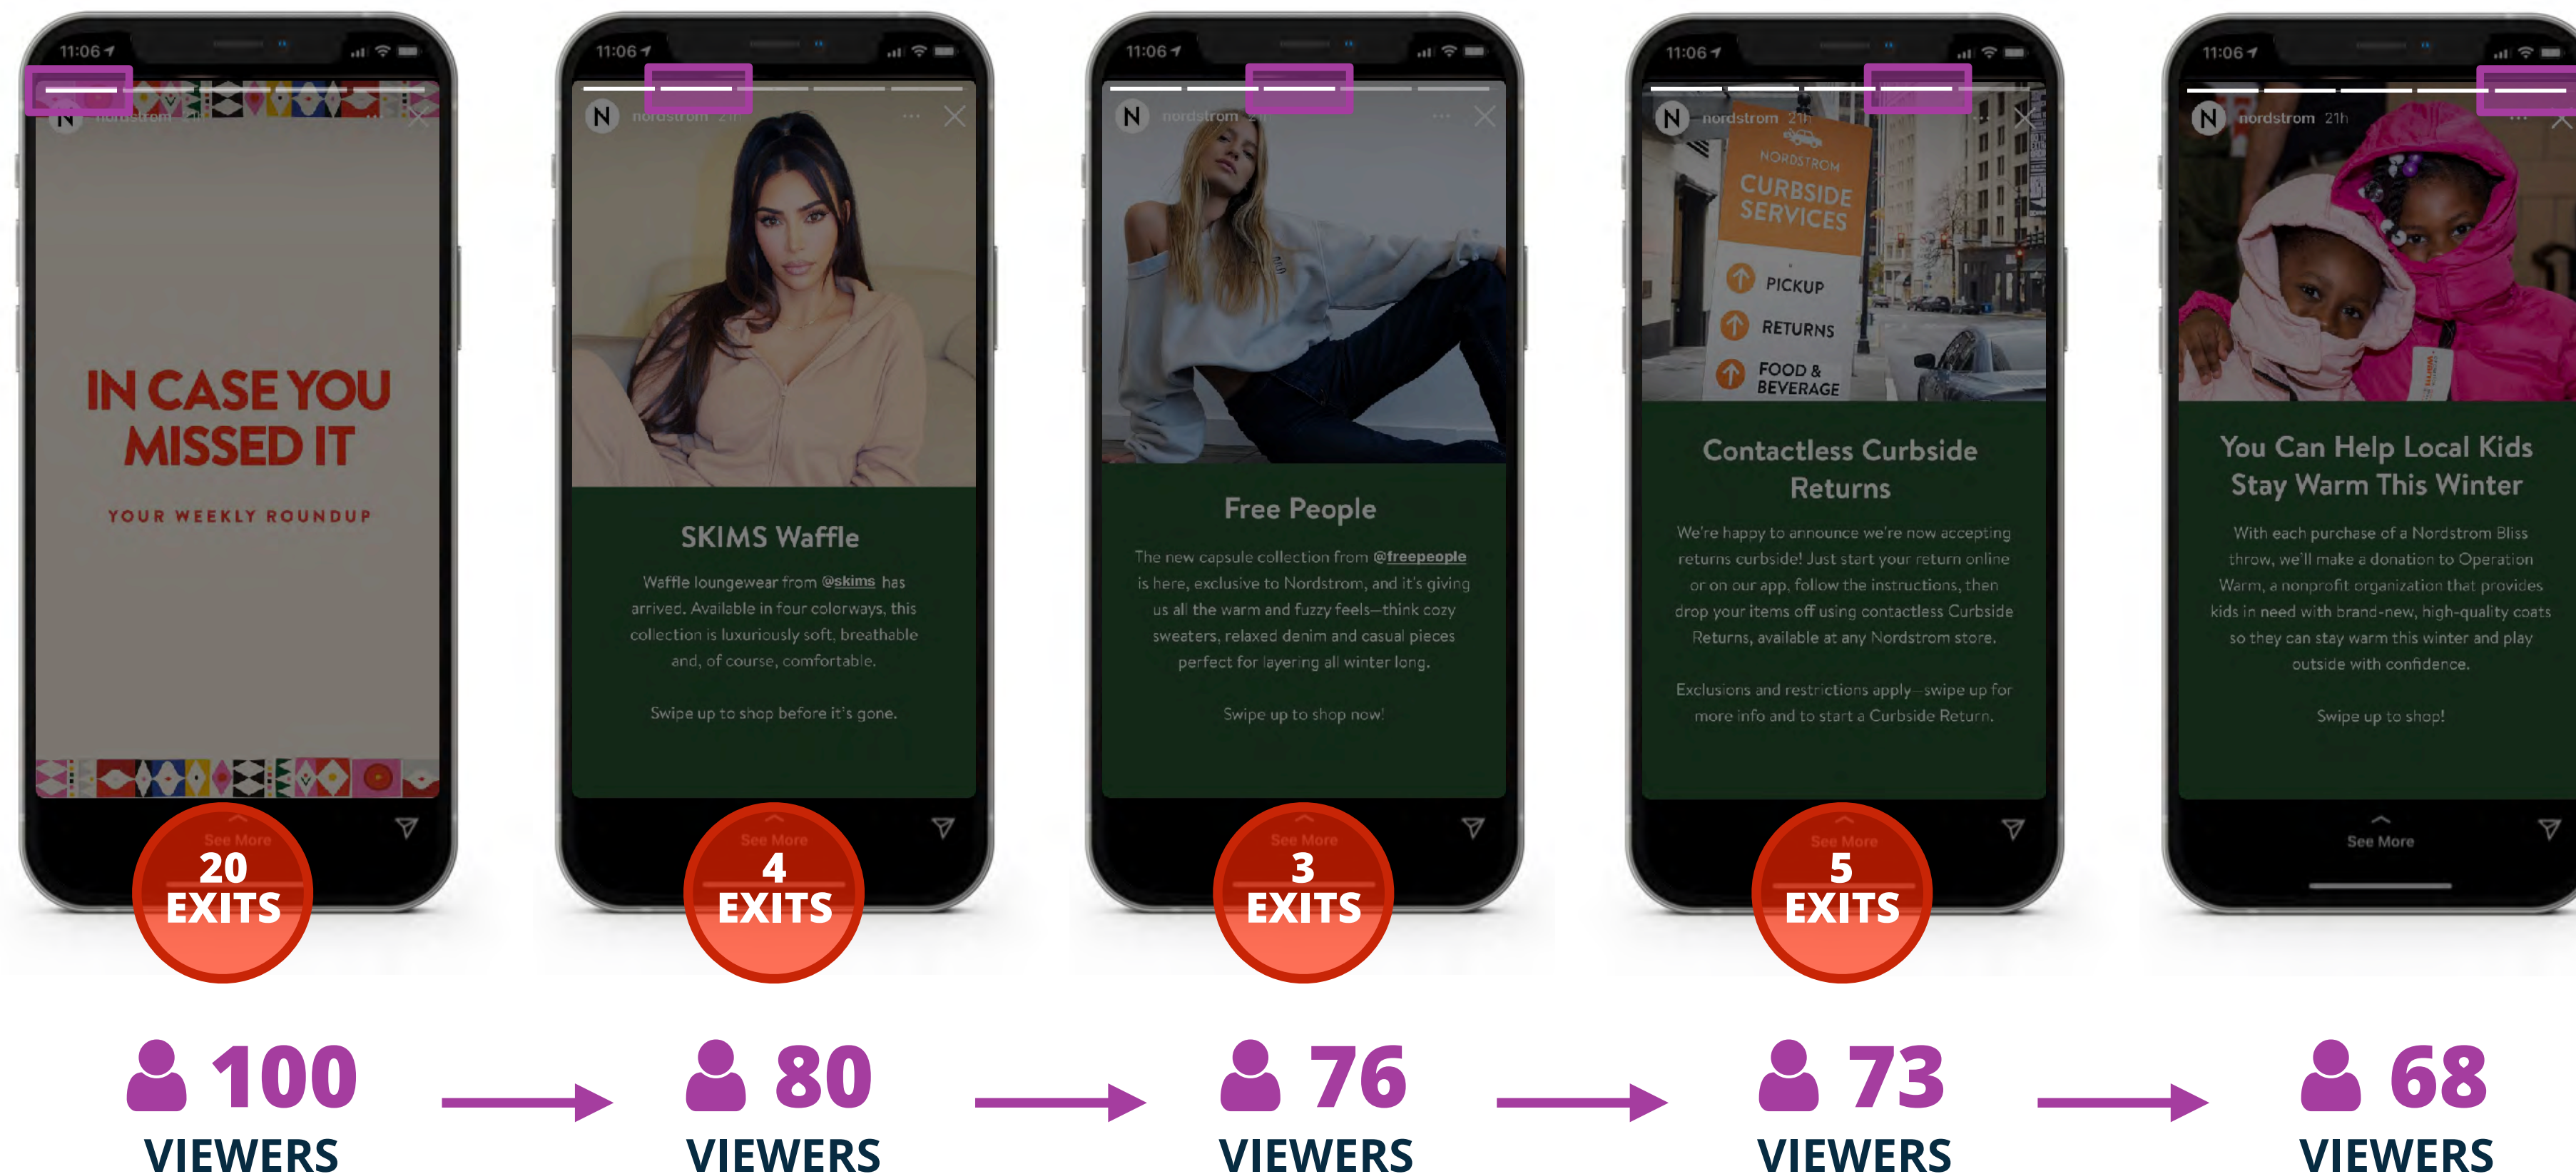 11:06
N nordstrom 21h
IN CASE YOU
MISSED IT
YOUR WEEKLY ROUNDUP
See More
20
EXITS
100
VIEWERS
11:06
N nordstrom 21h
SKIMS Waffle
Waffle loungewear from @skims has
arrived. Available in four colorways, this
collection is luxuriously soft, breathable
and, of course, comfortable.
Swipe up to shop before it's gone.
See More
4
EXITS
80
VIEWERS
11:06
N nordstrom 21h
Free People
The new capsule collection from @freepeople
is here, exclusive to Nordstrom, and it's giving
us all the warm and fuzzy feels—think cozy
sweaters, relaxed denim and casual pieces
perfect for layering all winter long.
Swipe up to shop now!
See More
3
EXITS
76
VIEWERS
11:06
N nordstrom 21h
NORDSTROM
CURBSIDE
SERVICES
PICKUP
RETURNS
FOOD &
BEVERAGE
Contactless Curbside
Returns
We're happy to announce we're now accepting
returns curbside! Just start your return online
or on our app, follow the instructions, then
drop your items off using contactless Curbside
Returns, available at any Nordstrom store.
Exclusions and restrictions apply—swipe up for
more info and to start a Curbside Return.
See More
5
EXITS
73
VIEWERS
11:06
N nordstrom 21h
You Can Help Local Kids
Stay Warm This Winter
With each purchase of a Nordstrom Bliss
throw, we'll make a donation to Operation
Warm, a nonprofit organization that provides
kids in need with brand-new, high-quality coats
so they can stay warm this winter and play
outside with confidence.
Swipe up to shop!
See More
68
VIEWERS